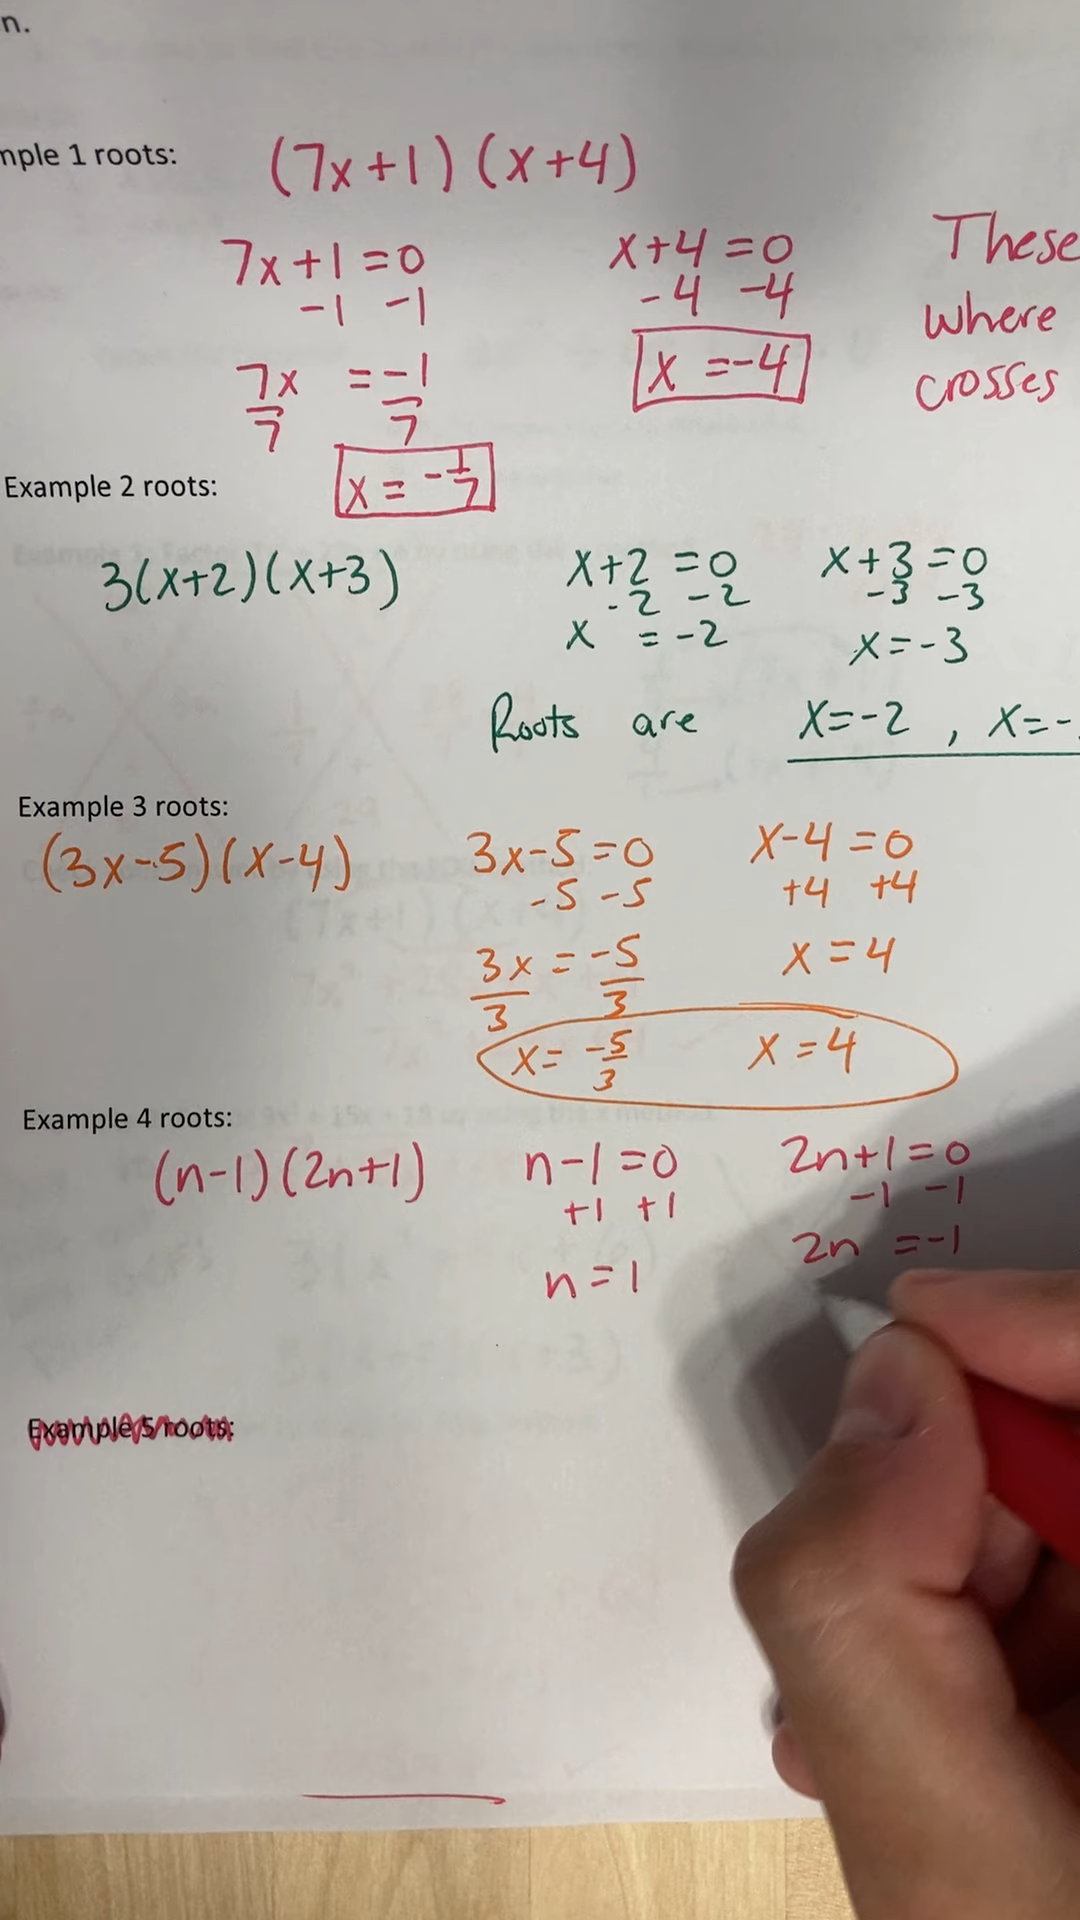 n.
mple 1 roots: (7x+1)(x+4)
7x+1=0 x+4=0 These
-1 -1 -4 -4 where
7x =-1 x =-4 crosses
7 7
x = -1/7
Example 2 roots:
3(x+2)(x+3) x+2=0 x+3=0
-2 -2 -3 -3
x =-2 x=-3
Roots are x=-2, x=-
Example 3 roots:
(3x-5)(x-4) 3x-5=0 x-4=0
-5 -5 +4 +4
3x = -5 x=4
3 3
x= -5/3 x=4
Example 4 roots:
(n-1)(2n+1) n-1=0 2n+1=0
+1 +1 -1 -1
n=1 2n =-1
Example 5 roots: